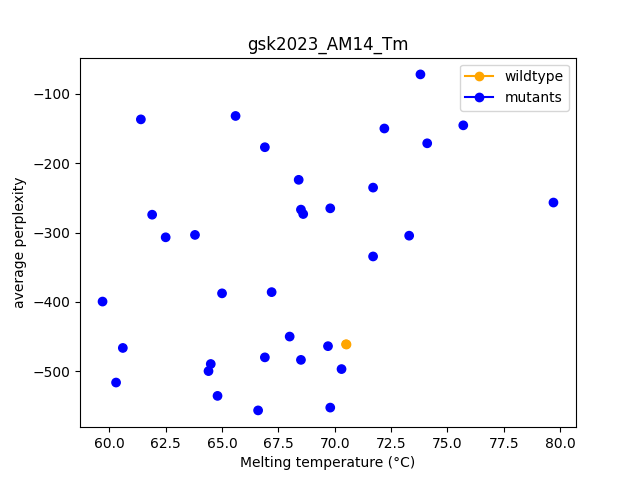 gsk2023_AM14_Tm
wildtype
mutants
average perplexity
−100
−200
−300
−400
−500
60.0 62.5 65.0 67.5 70.0 72.5 75.0 77.5 80.0
Melting temperature (°C)